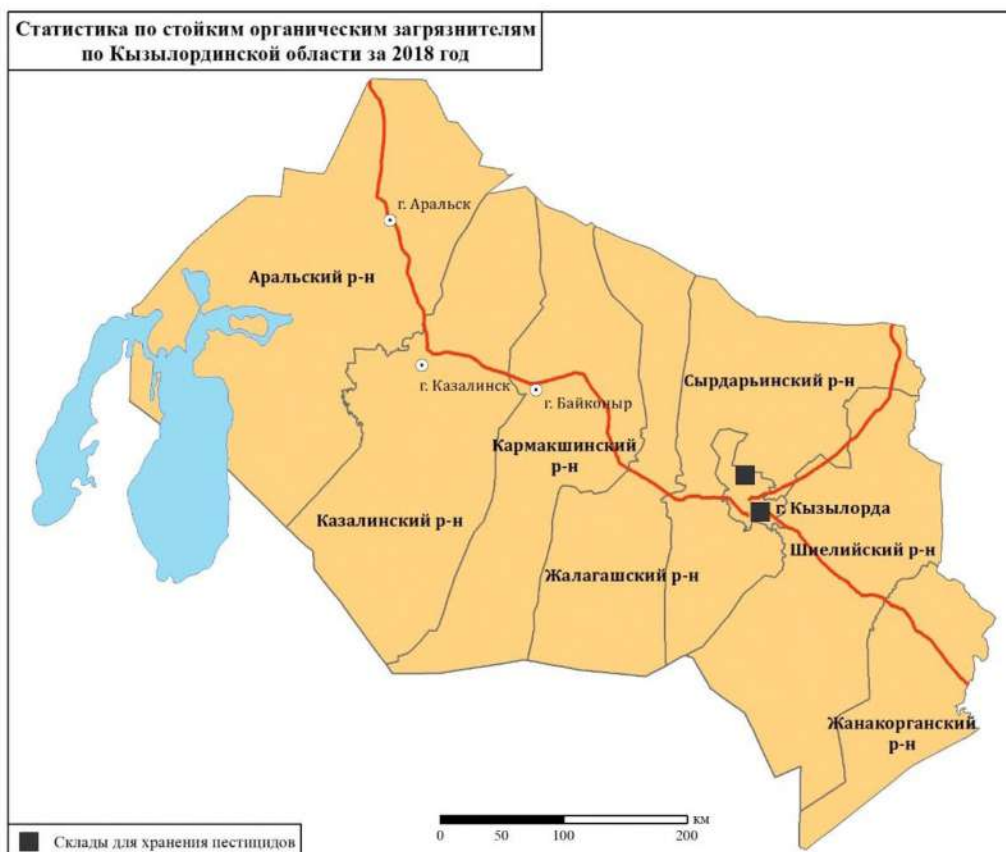 Статистика по стойким органическим загрязнителям
по Кызылординской области за 2018 год
г. Аральск
Аральский р-н
г. Казалинск
г. Байконыр
Сырдарьинский р-н
Кармакшинский
р-н
г. Кызылорда
Казалинский р-н
Шиелийский р-н
Жалагашский р-н
Жанакорганский
р-н
км
0 50 100 200
Склады для хранения пестицидов